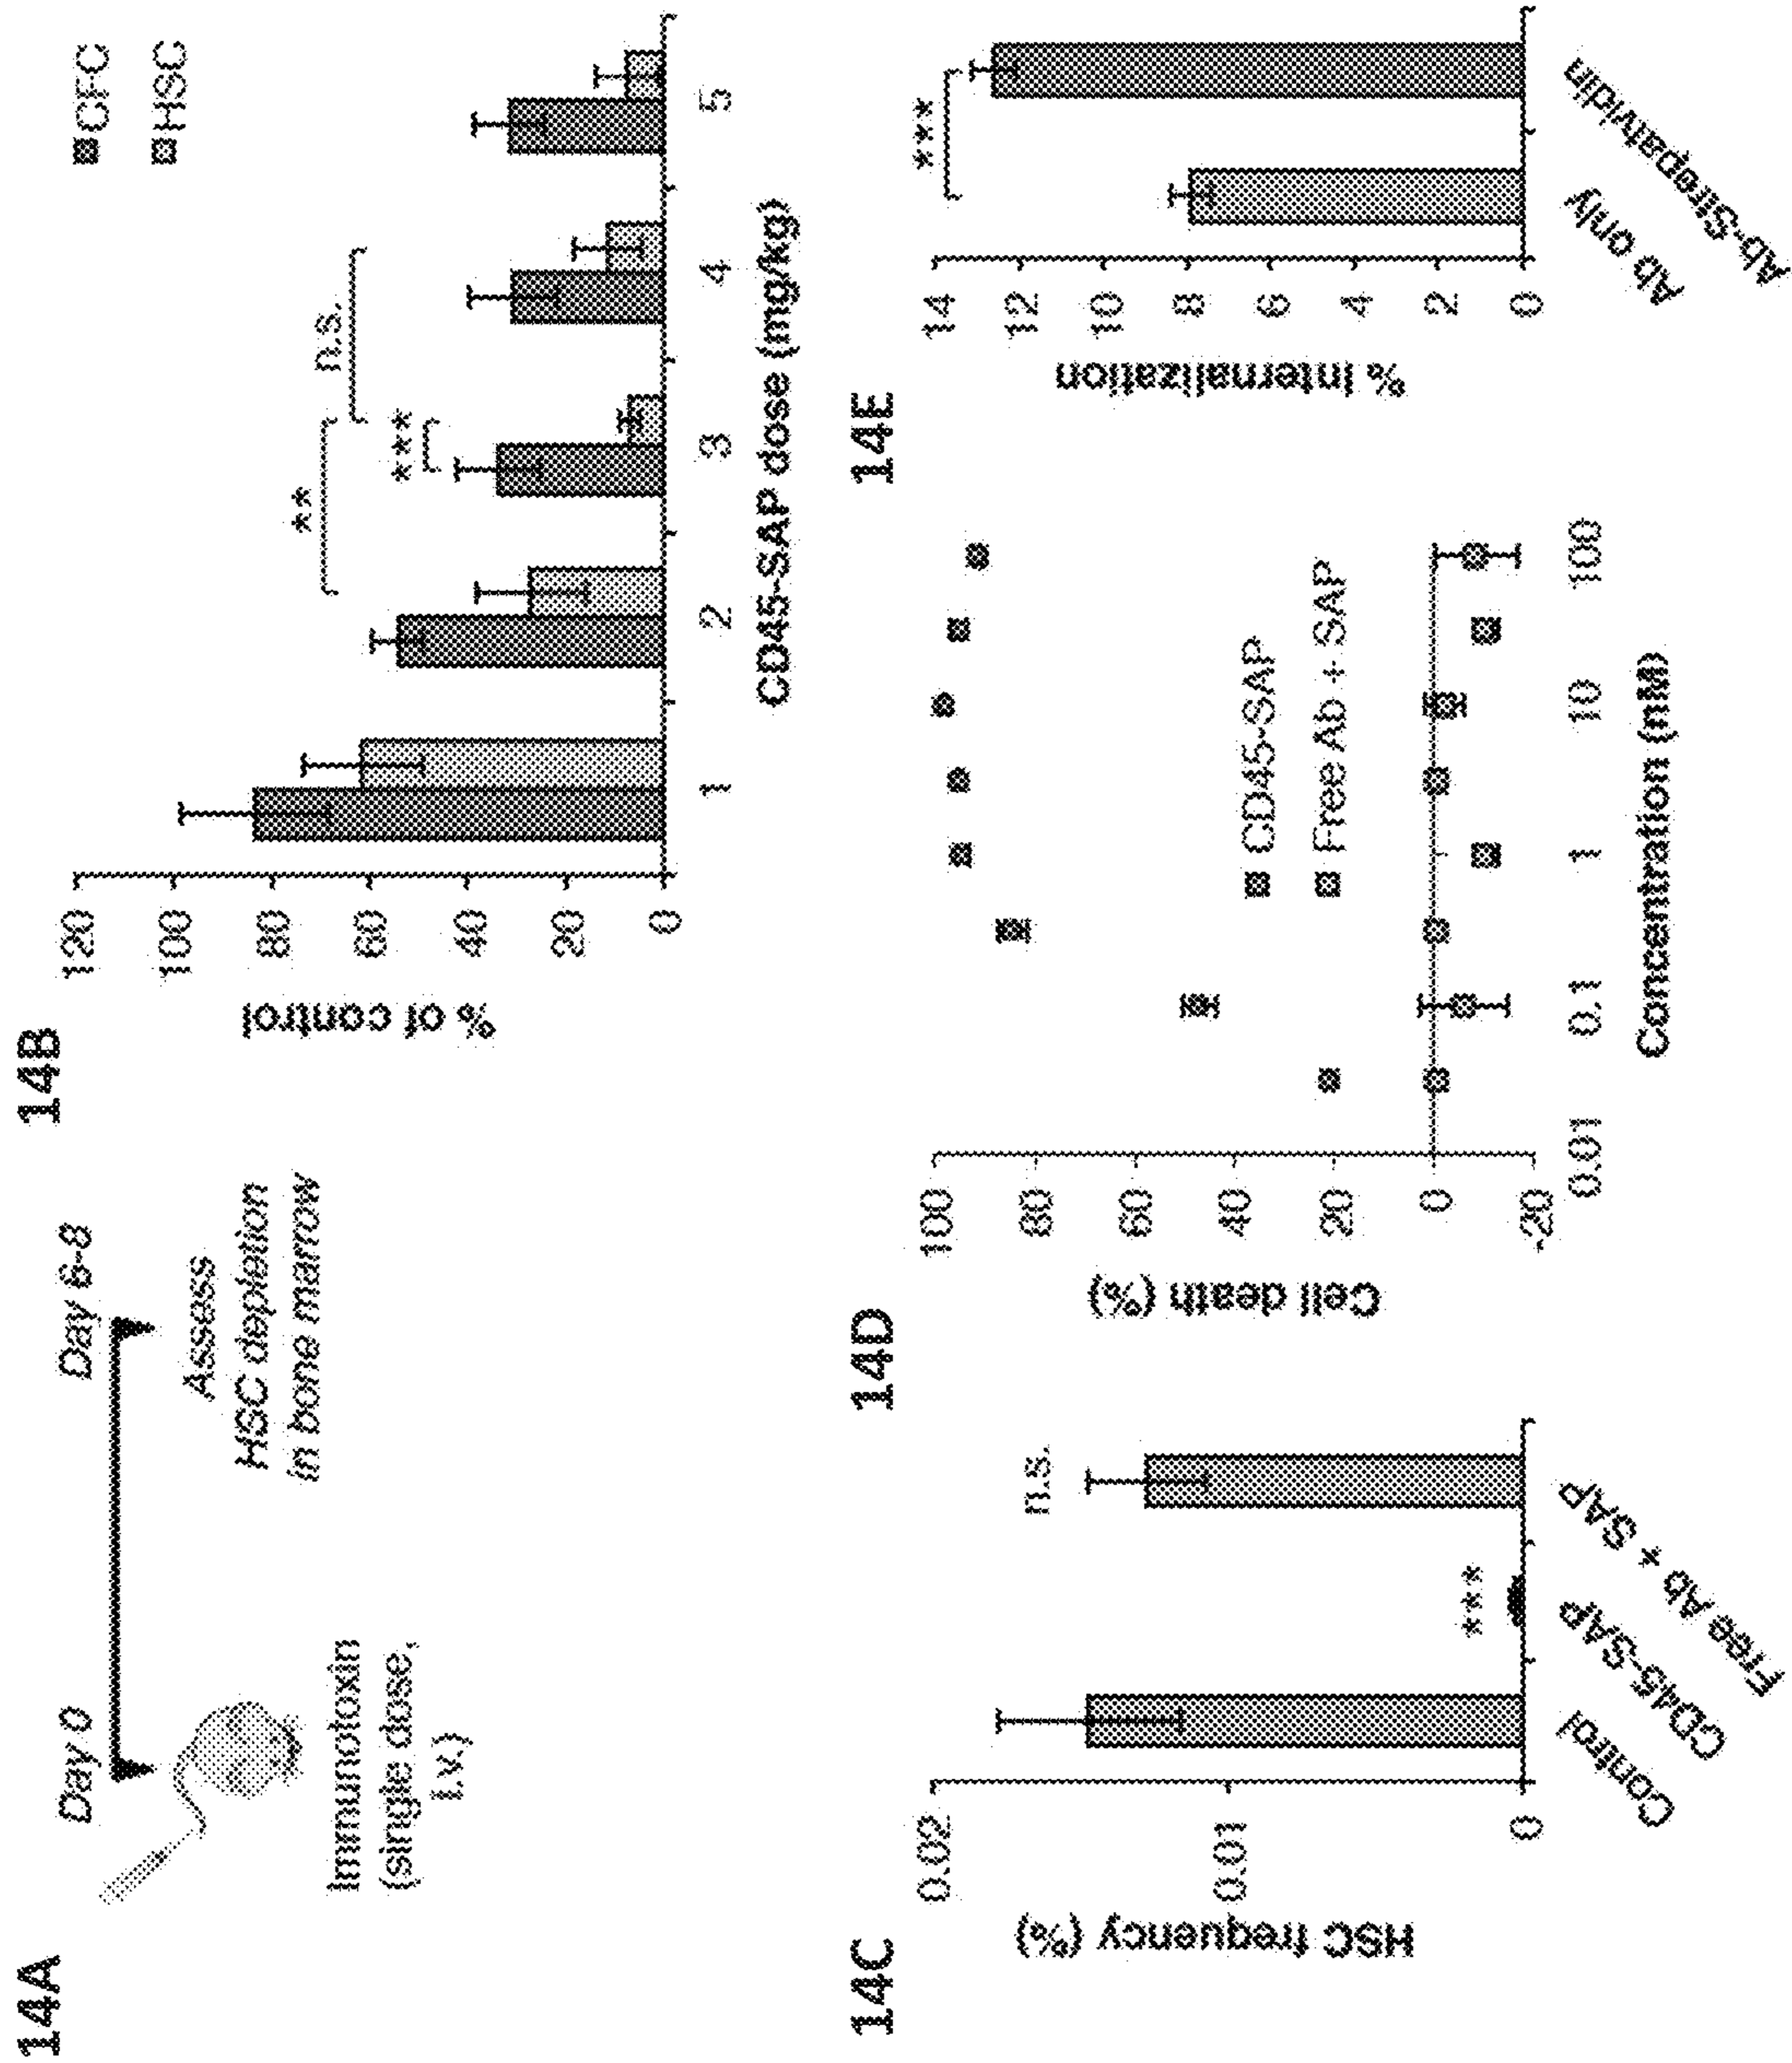 14A
Day 0
Day 6-8
Immunotoxin
(single dose,
i.v.)
Assess
HSC depletion
in bone marrow
14B
% of control
120
100
80
60
40
20
0
CFC
HSC
**
***
n.s.
1
2
3
4
5
CD45-SAP dose (mg/kg)
14C
HSC frequency (%)
0.02
0.01
0
***
n.s.
Control
CD45-SAP
Free Ab + SAP
14D
Cell death (%)
100
80
60
40
20
0
-20
CD45-SAP
Free Ab + SAP
0.01
0.1
1
10
100
Concentration (nM)
14E
% Internalization
14
12
10
8
6
4
2
0
***
Ab only
Ab-Strepatvidin